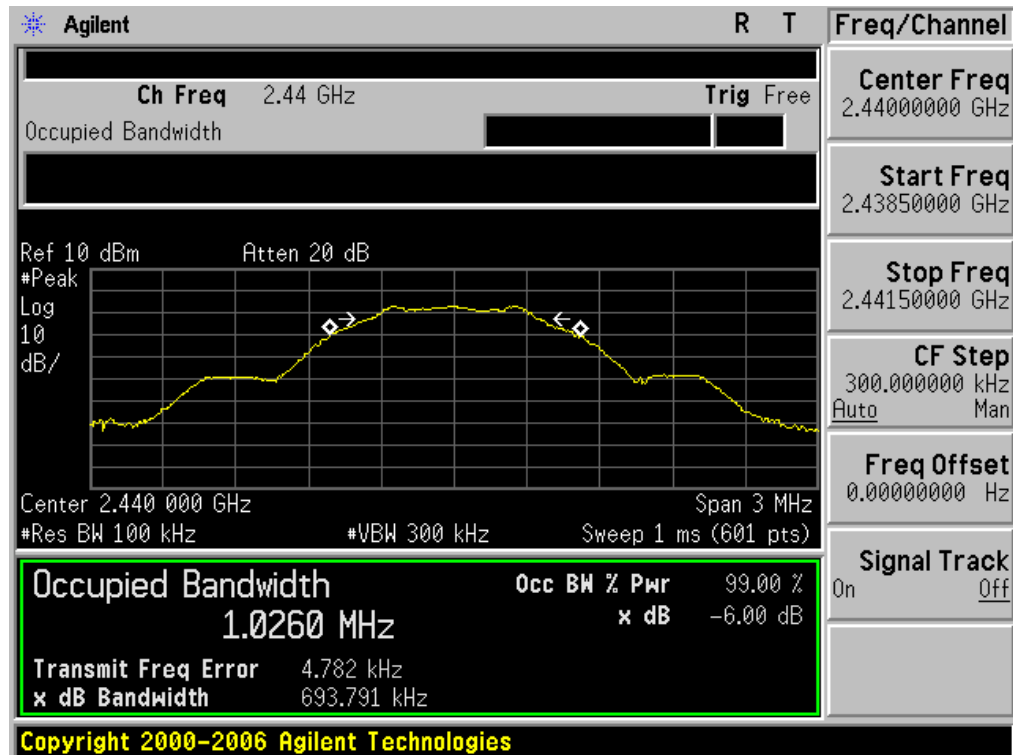 Agilent R T
Ch Freq 2.44 GHz Trig Free
Occupied Bandwidth
Ref 10 dBm Atten 20 dB
#Peak
Log
10
dB/
Center 2.440 000 GHz Span 3 MHz
#Res BW 100 kHz #VBW 300 kHz Sweep 1 ms (601 pts)
Occupied Bandwidth
1.0260 MHz
Occ BW % Pwr 99.00 %
x dB -6.00 dB
Transmit Freq Error 4.782 kHz
x dB Bandwidth 693.791 kHz
Freq/Channel
Center Freq
2.44000000 GHz
Start Freq
2.43850000 GHz
Stop Freq
2.44150000 GHz
CF Step
300.000000 kHz
Auto Man
Freq Offset
0.00000000 Hz
Signal Track
On Off
Copyright 2000-2006 Agilent Technologies